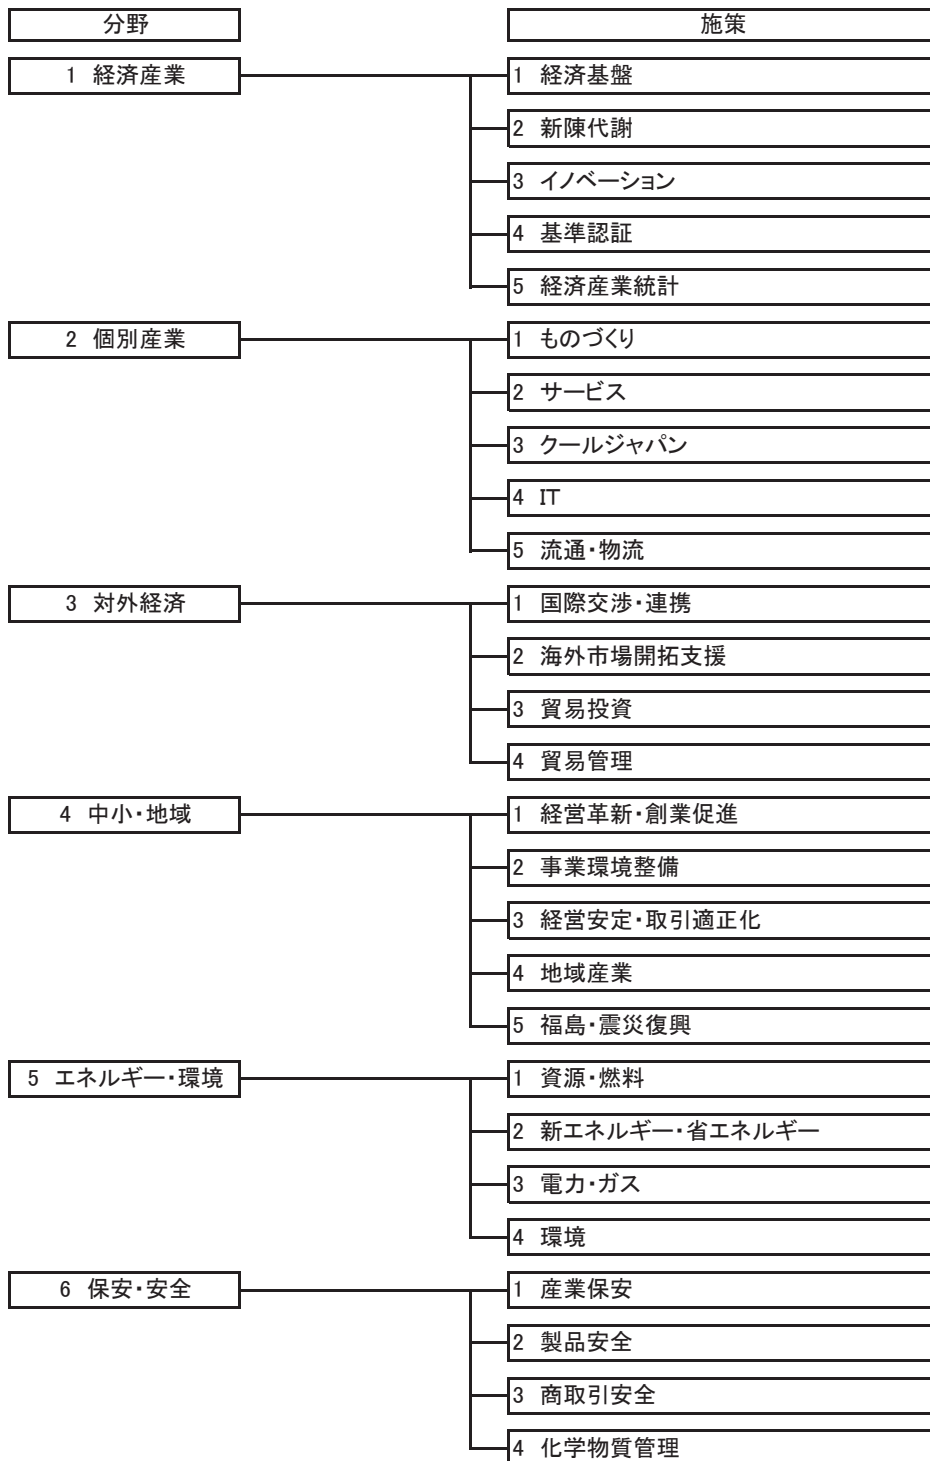 分野 施策
1 経済産業 1 経済基盤
2 新陳代謝
3 イノベーション
4 基準認証
5 経済産業統計
2 個別産業 1 ものづくり
2 サービス
3 クールジャパン
4 IT
5 流通・物流
3 対外経済 1 国際交渉・連携
2 海外市場開拓支援
3 貿易投資
4 貿易管理
4 中小・地域 1 経営革新・創業促進
2 事業環境整備
3 経営安定・取引適正化
4 地域産業
5 福島・震災復興
5 エネルギー・環境 1 資源・燃料
2 新エネルギー・省エネルギー
3 電力・ガス
4 環境
6 保安・安全 1 産業保安
2 製品安全
3 商取引安全
4 化学物質管理